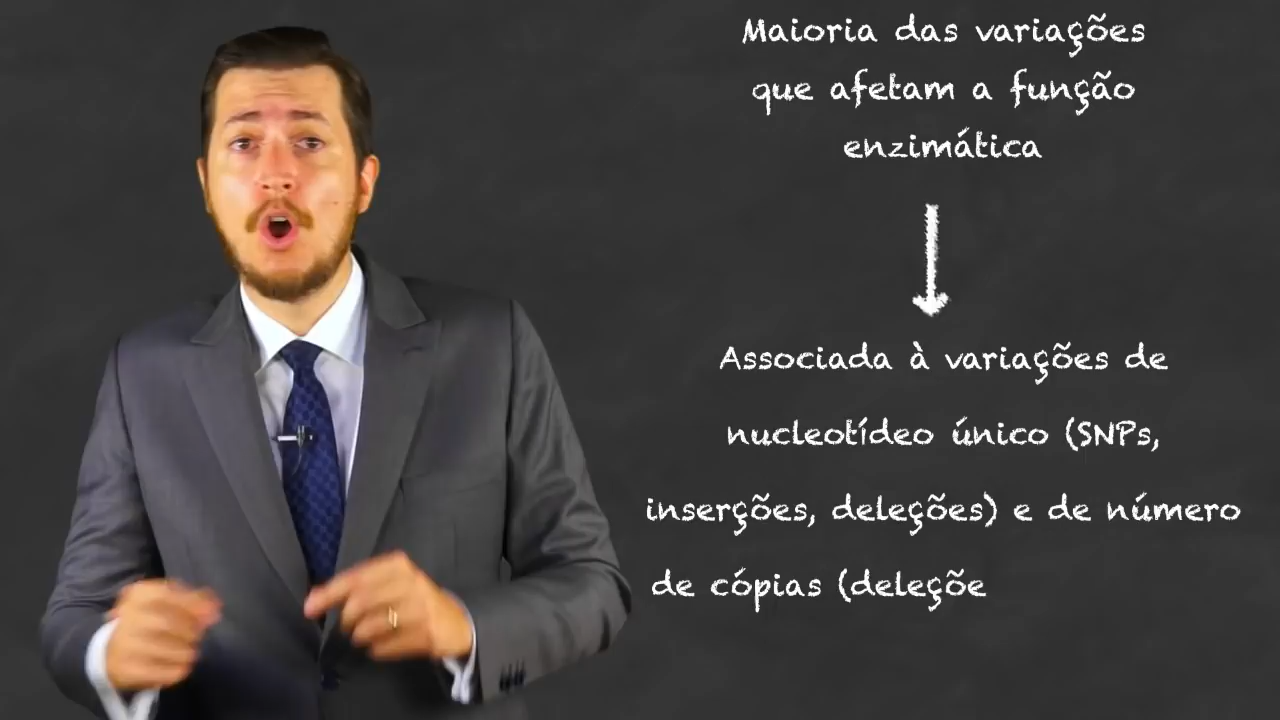 Maioria das variações
que afetam a função
enzimática
Associada à variações de
nucleotídeo único (SNPs,
inserções, deleções) e de número
de cópias (deleçõe